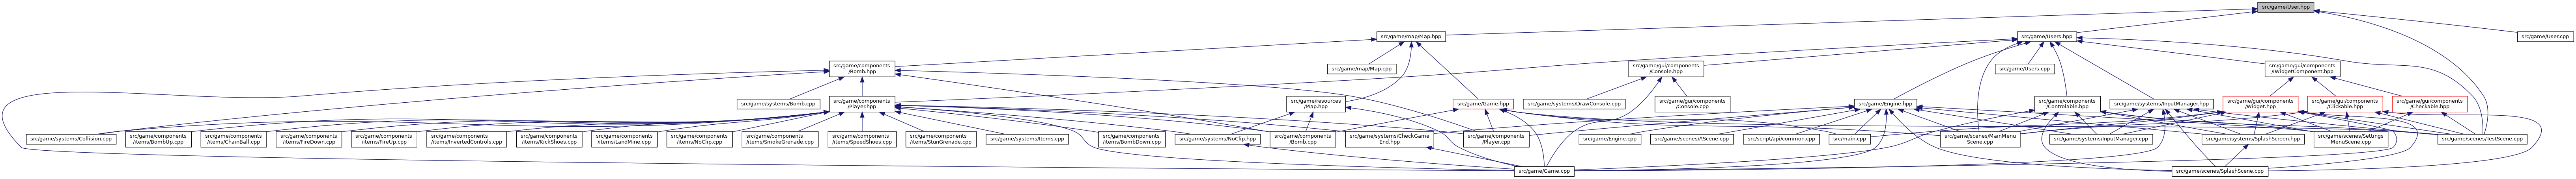 src/game/User.hpp
src/game/map/Map.hpp
src/game/Users.hpp
src/game/User.cpp
src/game/components
/Bomb.hpp
src/game/map/Map.cpp
src/game/gui/components
/Console.hpp
src/game/Users.cpp
src/game/gui/components
/IWidgetComponent.hpp
src/game/systems/Bomb.cpp
src/game/components
/Player.hpp
src/game/resources
/Map.hpp
src/game/Game.hpp
src/game/systems/DrawConsole.cpp
src/game/gui/components
/Console.cpp
src/game/Engine.hpp
src/game/components
/Controlable.hpp
src/game/systems/InputManager.hpp
src/game/gui/components
/Widget.hpp
src/game/gui/components
/Clickable.hpp
src/game/gui/components
/Checkable.hpp
src/game/systems/Collision.cpp
src/game/components
/items/BombUp.cpp
src/game/components
/items/ChainBall.cpp
src/game/components
/items/FireDown.cpp
src/game/components
/items/FireUp.cpp
src/game/components
/items/InvertedControls.cpp
src/game/components
/items/KickShoes.cpp
src/game/components
/items/LandMine.cpp
src/game/components
/items/NoClip.cpp
src/game/components
/items/SmokeGrenade.cpp
src/game/components
/items/SpeedShoes.cpp
src/game/components
/items/StunGrenade.cpp
src/game/systems/Items.cpp
src/game/components
/items/BombDown.cpp
src/game/systems/NoClip.hpp
src/game/components
/Bomb.cpp
src/game/systems/CheckGame
End.hpp
src/game/components
/Player.cpp
src/game/Engine.cpp
src/game/scenes/AScene.cpp
src/script/api/common.cpp
src/main.cpp
src/game/scenes/MainMenu
Scene.cpp
src/game/systems/InputManager.cpp
src/game/systems/SplashScreen.hpp
src/game/scenes/Settings
MenuScene.cpp
src/game/scenes/TestScene.cpp
src/game/Game.cpp
src/game/scenes/SplashScene.cpp